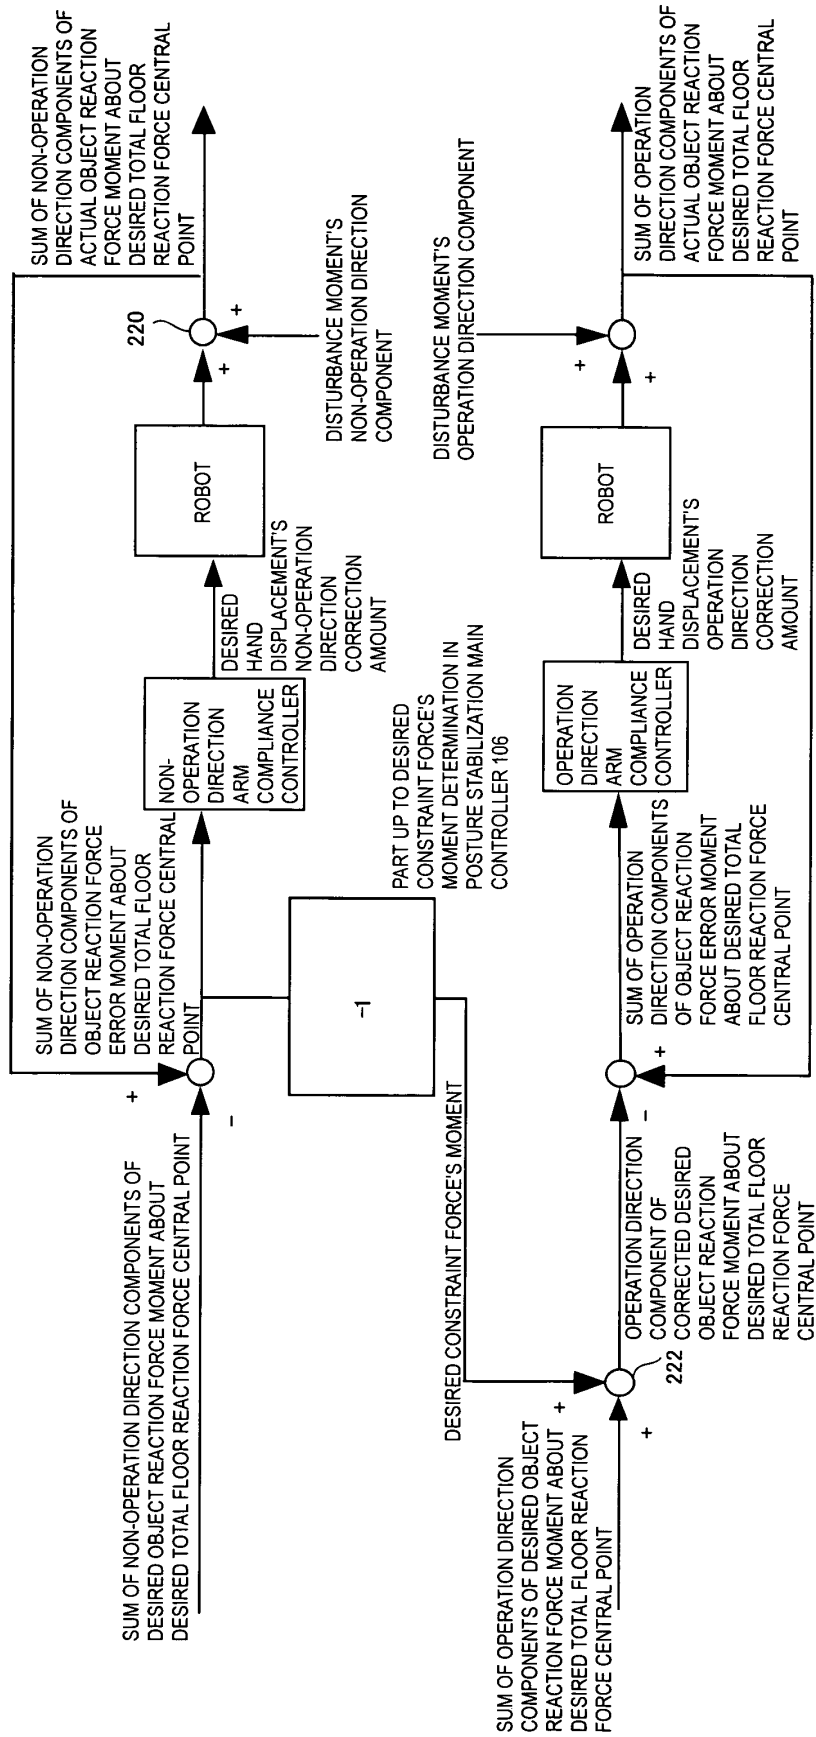 SUM OF NON-OPERATION DIRECTION COMPONENTS OF
DESIRED OBJECT REACTION FORCE MOMENT ABOUT
DESIRED TOTAL FLOOR REACTION FORCE CENTRAL POINT
+
−
SUM OF NON-OPERATION
DIRECTION COMPONENTS OF
OBJECT REACTION FORCE
ERROR MOMENT ABOUT
DESIRED TOTAL FLOOR
REACTION FORCE CENTRAL
POINT
NON-
OPERATION
DIRECTION
ARM
COMPLIANCE
CONTROLLER
DESIRED
HAND
DISPLACEMENT'S
NON-OPERATION
DIRECTION
CORRECTION
AMOUNT
ROBOT
+
+
220
DISTURBANCE MOMENT'S
NON-OPERATION DIRECTION
COMPONENT
SUM OF NON-OPERATION
DIRECTION COMPONENTS OF
ACTUAL OBJECT REACTION
FORCE MOMENT ABOUT
DESIRED TOTAL FLOOR
REACTION FORCE CENTRAL
POINT
-1
PART UP TO DESIRED
CONSTRAINT FORCE'S
MOMENT DETERMINATION IN
POSTURE STABILIZATION MAIN
CONTROLLER 106
DESIRED CONSTRAINT FORCE'S MOMENT
SUM OF OPERATION DIRECTION
COMPONENTS OF DESIRED OBJECT
REACTION FORCE MOMENT ABOUT
DESIRED TOTAL FLOOR REACTION
FORCE CENTRAL POINT
+
+
222
OPERATION DIRECTION
COMPONENT OF
CORRECTED DESIRED
OBJECT REACTION
FORCE MOMENT ABOUT
DESIRED TOTAL FLOOR
REACTION FORCE
CENTRAL POINT
−
+
SUM OF OPERATION
DIRECTION COMPONENTS
OF OBJECT REACTION
FORCE ERROR MOMENT
ABOUT DESIRED TOTAL
FLOOR REACTION FORCE
CENTRAL POINT
OPERATION
DIRECTION
ARM
COMPLIANCE
CONTROLLER
DESIRED
HAND
DISPLACEMENT'S
OPERATION
DIRECTION
CORRECTION
AMOUNT
ROBOT
+
+
DISTURBANCE MOMENT'S
OPERATION DIRECTION COMPONENT
SUM OF OPERATION
DIRECTION COMPONENTS OF
ACTUAL OBJECT REACTION
FORCE MOMENT ABOUT
DESIRED TOTAL FLOOR
REACTION FORCE CENTRAL
POINT